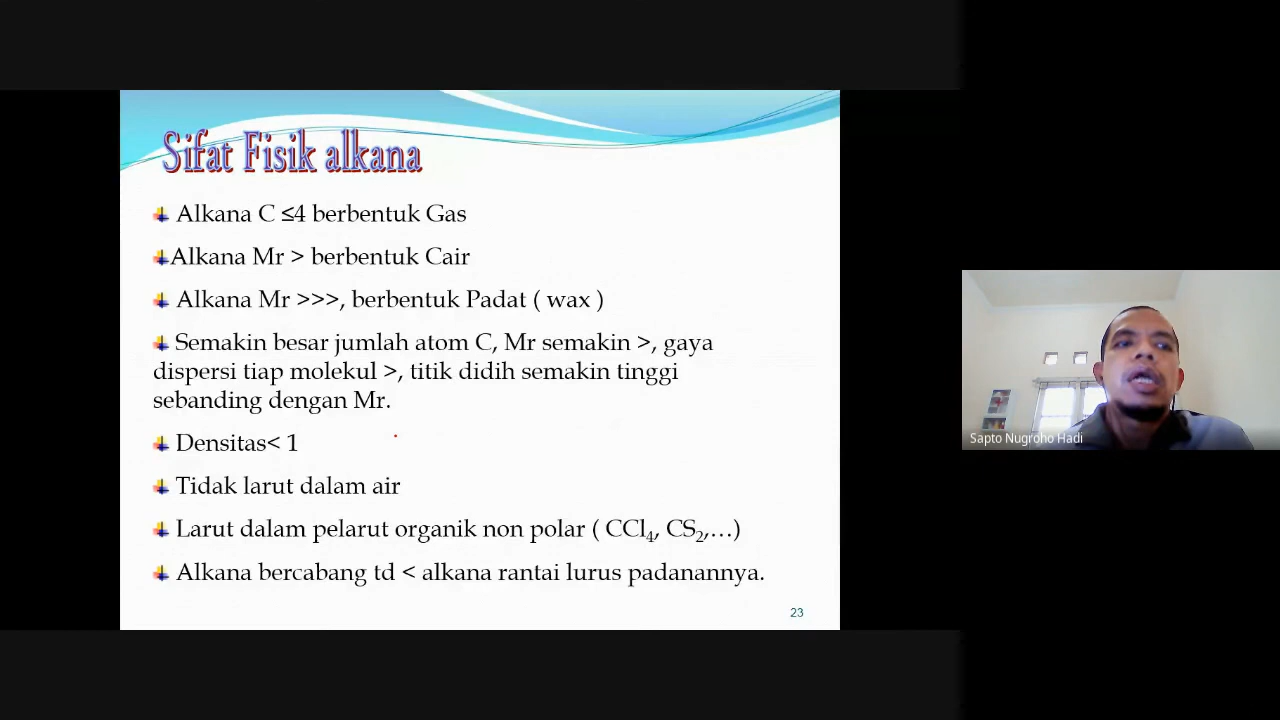 Sifat Fisik alkana
Alkana C ≤4 berbentuk Gas
Alkana Mr > berbentuk Cair
Alkana Mr >>>, berbentuk Padat ( wax )
Semakin besar jumlah atom C, Mr semakin >, gaya
dispersi tiap molekul >, titik didih semakin tinggi
sebanding dengan Mr.
Densitas< 1
Tidak larut dalam air
Larut dalam pelarut organik non polar ( CCl₄, CS₂,…)
Alkana bercabang td < alkana rantai lurus padanannya.
23
Sapto Nugroho Hadi